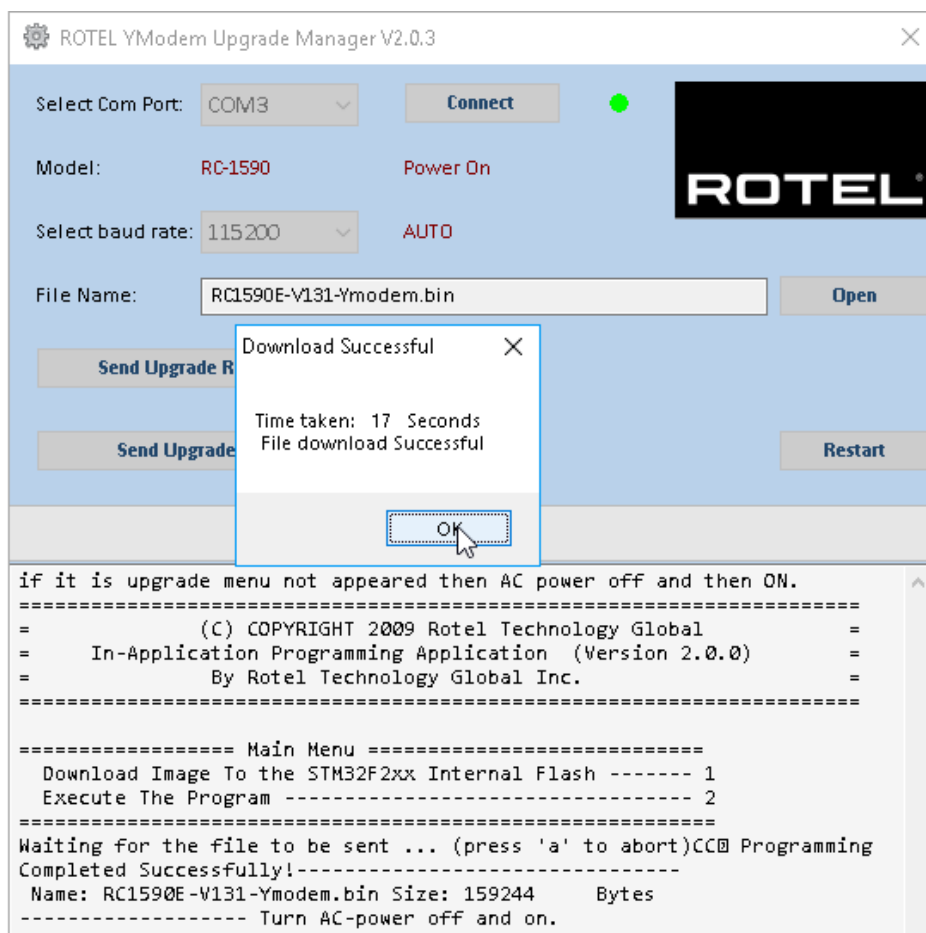 ROTEL YModem Upgrade Manager V2.0.3
Select Com Port: COM3 Connect
ROTEL
Model: RC-1590 Power On
Select baud rate: 115200 AUTO
File Name: RC1590E-V131-Ymodem.bin Open
Download Successful
Send Upgrade
Time taken: 17 Seconds
File download Successful
Send Upgrade
Restart
OK
if it is upgrade menu not appeared then AC power off and then ON.
======================================================================
= (C) COPYRIGHT 2009 Rotel Technology Global =
= In-Application Programming Application (Version 2.0.0) =
= By Rotel Technology Global Inc. =
======================================================================
================== Main Menu ============================
Download Image To the STM32F2xx Internal Flash ------- 1
Execute The Program ---------------------------------- 2
==========================================================
Waiting for the file to be sent ... (press 'a' to abort)CC Programming
Completed Successfully!--------------------------------
Name: RC1590E-V131-Ymodem.bin Size: 159244 Bytes
------------------- Turn AC-power off and on.